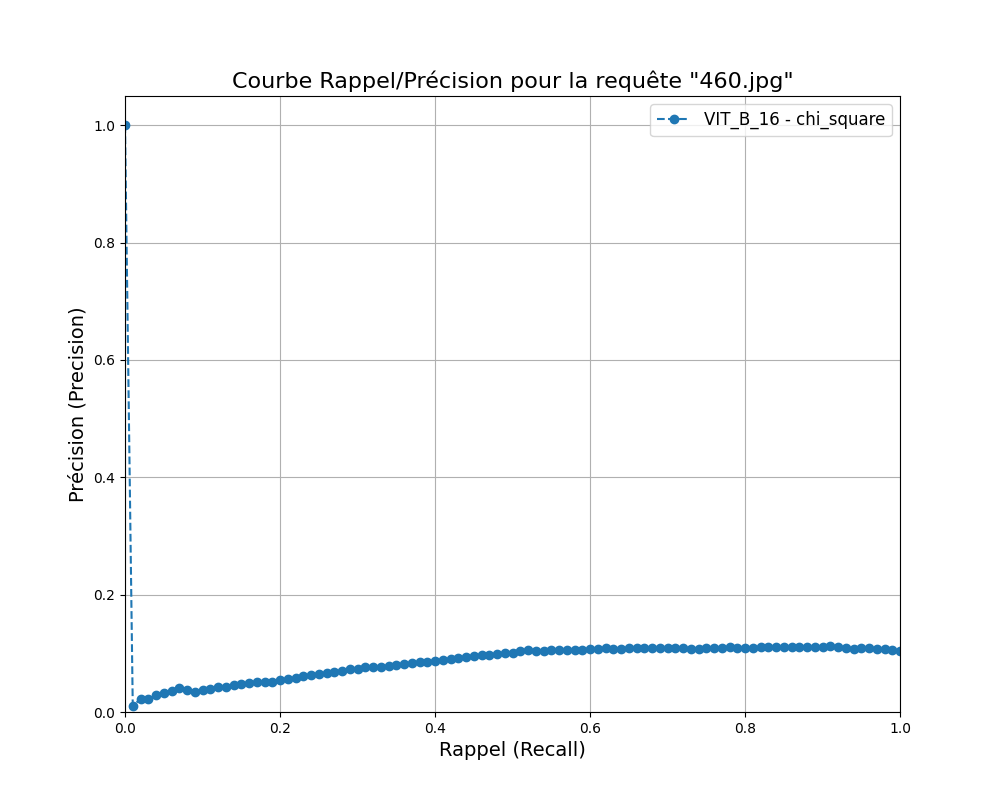 Courbe Rappel/Précision pour la requête "460.jpg"
VIT_B_16 - chi_square
1.0
0.8
0.6
0.4
0.2
0.0
Précision (Precision)
0.0 0.2 0.4 0.6 0.8 1.0
Rappel (Recall)